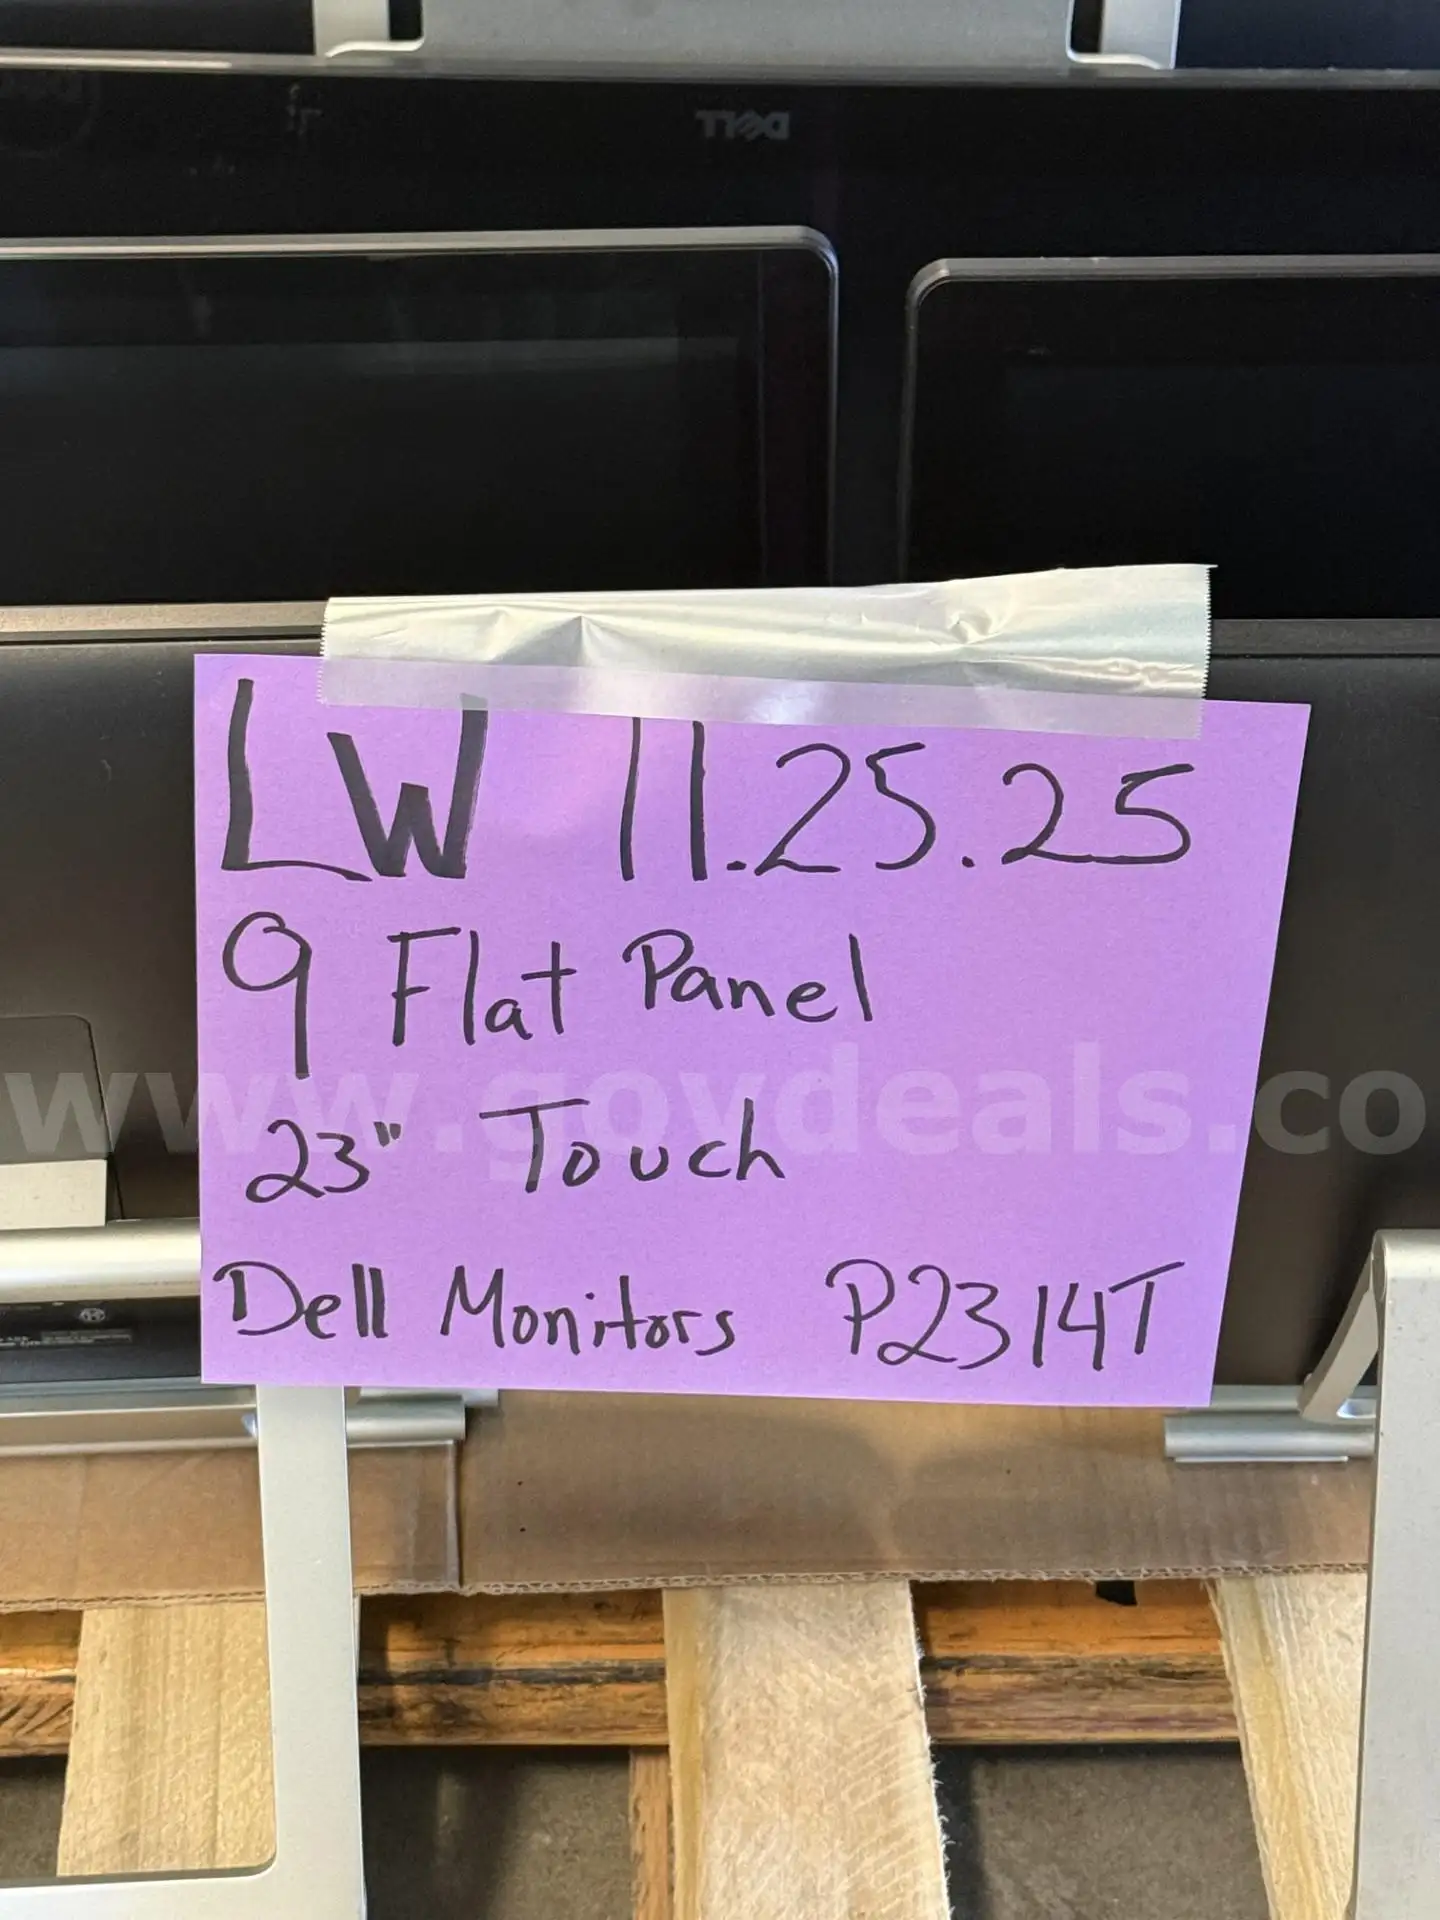 DELL
LW 11.25.25
9 Flat Panel
23" Touch
www.govdeals.co
Dell Monitors P2314T